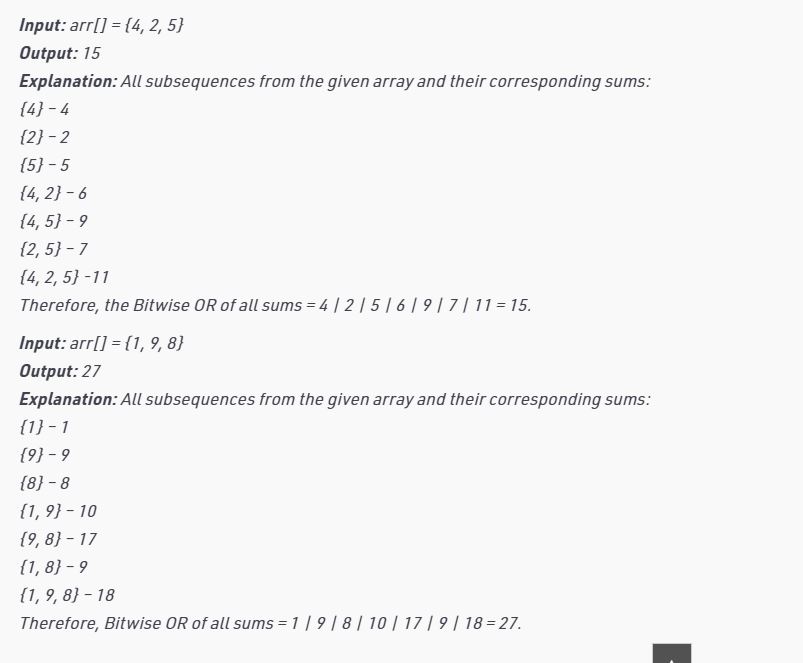 Input: arr[] = {4, 2, 5}
Output: 15
Explanation: All subsequences from the given array and their corresponding sums:
{4} – 4
{2} – 2
{5} – 5
{4, 2} – 6
{4, 5} – 9
{2, 5} – 7
{4, 2, 5} -11
Therefore, the Bitwise OR of all sums = 4 | 2 | 5 | 6 | 9 | 7 | 11 = 15.
Input: arr[] = {1, 9, 8}
Output: 27
Explanation: All subsequences from the given array and their corresponding sums:
{1} – 1
{9} – 9
{8} – 8
{1, 9} – 10
{9, 8} – 17
{1, 8} – 9
{1, 9, 8} – 18
Therefore, Bitwise OR of all sums = 1 | 9 | 8 | 10 | 17 | 9 | 18 = 27.